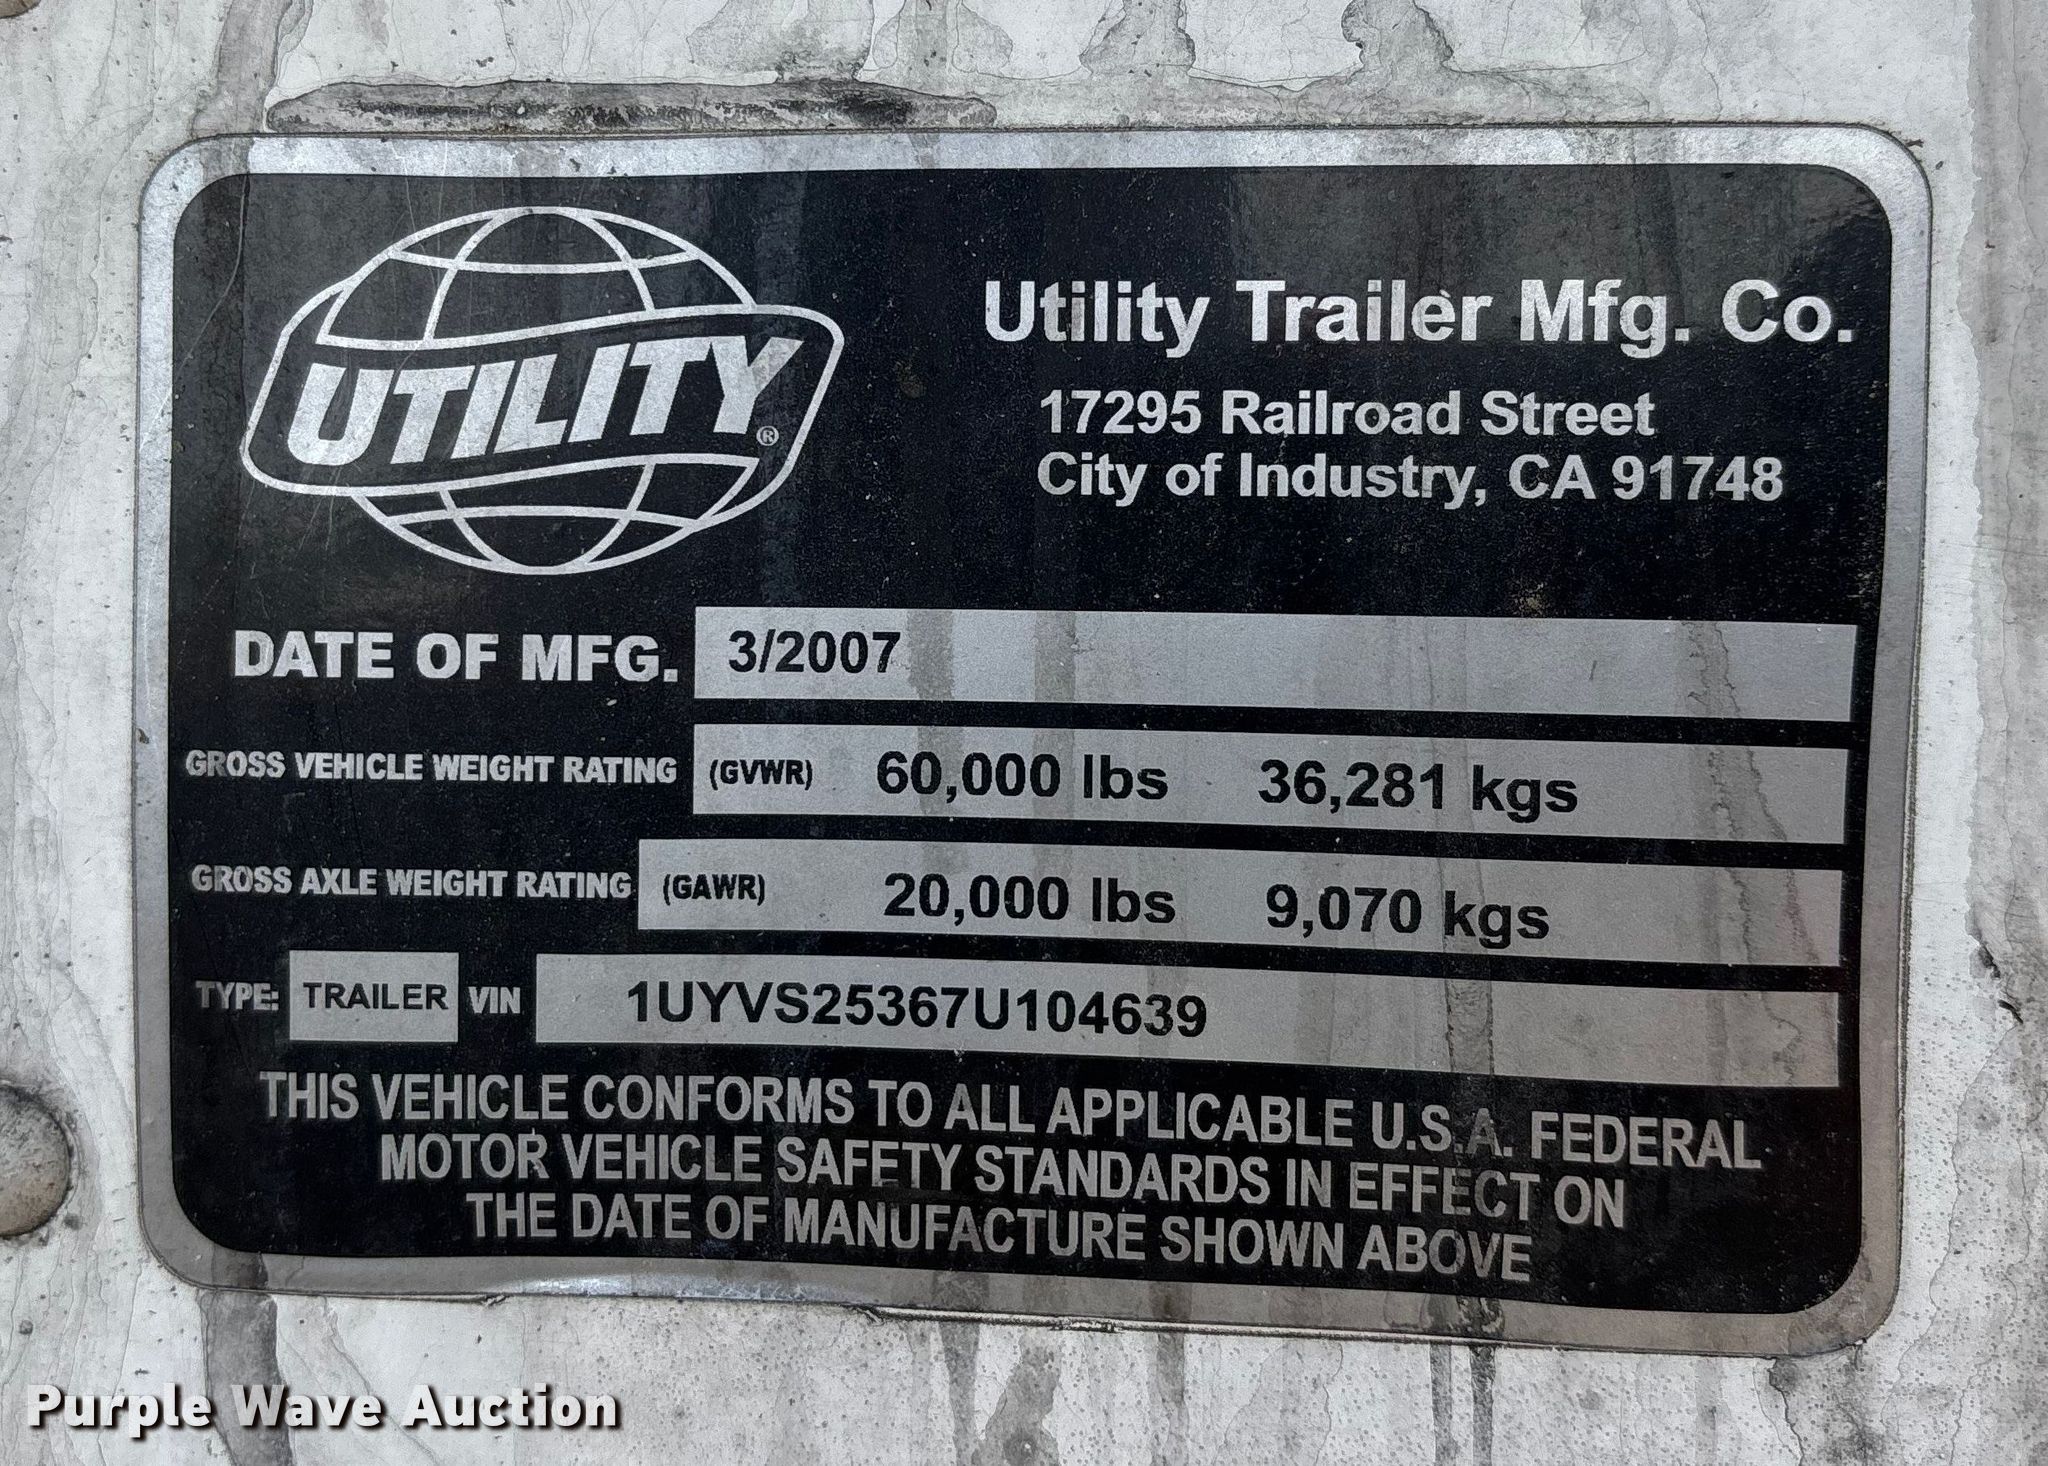 UTILITY®
Utility Trailer Mfg. Co.
17295 Railroad Street
City of Industry, CA 91748
DATE OF MFG. 3/2007
GROSS VEHICLE WEIGHT RATING (GVWR) 60,000 lbs 36,281 kgs
GROSS AXLE WEIGHT RATING (GAWR) 20,000 lbs 9,070 kgs
TYPE: TRAILER VIN 1UYVS25367U104639
THIS VEHICLE CONFORMS TO ALL APPLICABLE U.S.A. FEDERAL
MOTOR VEHICLE SAFETY STANDARDS IN EFFECT ON
THE DATE OF MANUFACTURE SHOWN ABOVE
Purple Wave Auction